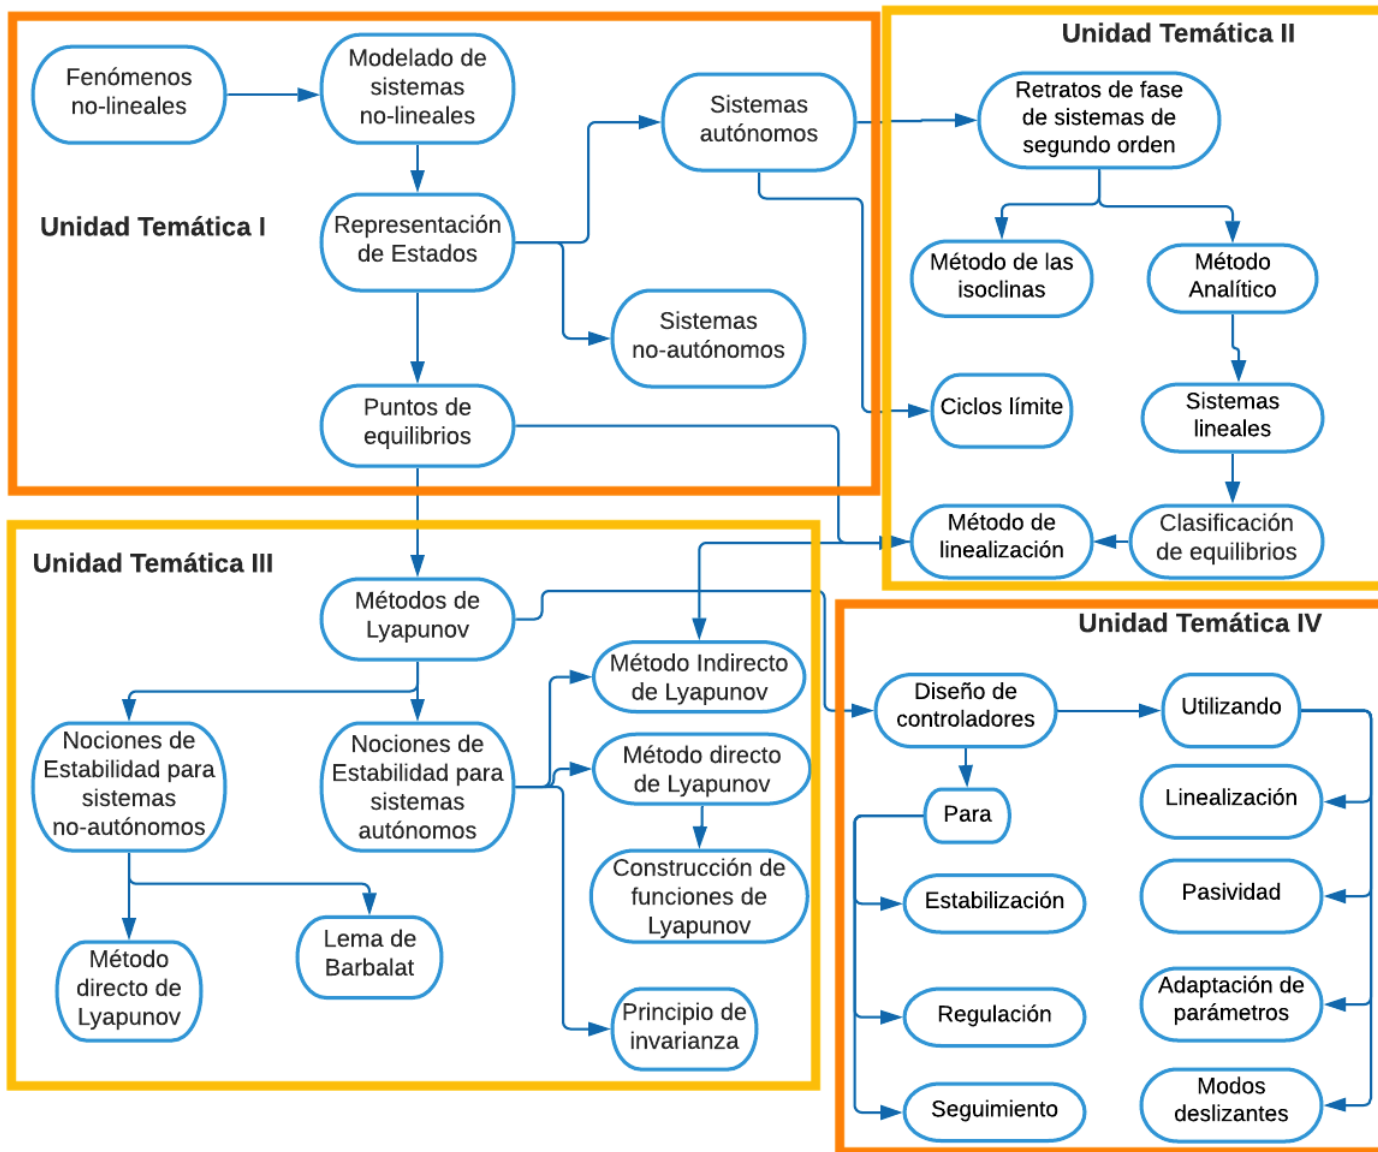 Fenómenos
no-lineales
Modelado de
sistemas
no-lineales
Sistemas
autónomos
Unidad Temática I
Representación
de Estados
Sistemas
no-autónomos
Puntos de
equilibrios
Unidad Temática II
Retratos de fase
de sistemas de
segundo orden
Método de las
isoclinas
Método
Analítico
Ciclos límite
Sistemas
lineales
Método de
linealización
Clasificación
de equilibrios
Unidad Temática III
Métodos de
Lyapunov
Método Indirecto
de Lyapunov
Nociones de
Estabilidad para
sistemas
no-autónomos
Nociones de
Estabilidad para
sistemas
autónomos
Método directo
de Lyapunov
Construcción de
funciones de
Lyapunov
Método
directo de
Lyapunov
Lema de
Barbalat
Principio de
invarianza
Unidad Temática IV
Diseño de
controladores
Utilizando
Para
Linealización
Estabilización
Pasividad
Regulación
Adaptación de
parámetros
Seguimiento
Modos
deslizantes